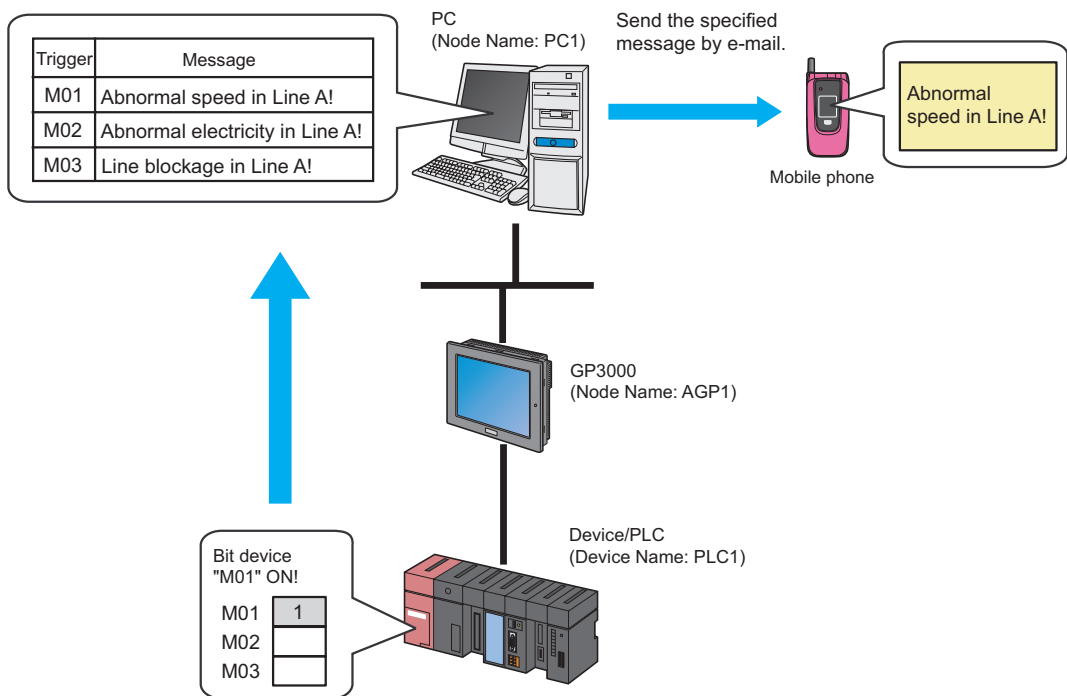 PC
(Node Name: PC1)
Send the specified
message by e-mail.
Trigger Message
M01 Abnormal speed in Line A!
M02 Abnormal electricity in Line A!
M03 Line blockage in Line A!
Abnormal
speed in Line A!
Mobile phone
GP3000
(Node Name: AGP1)
Device/PLC
(Device Name: PLC1)
Bit device
"M01" ON!
M01 1
M02
M03